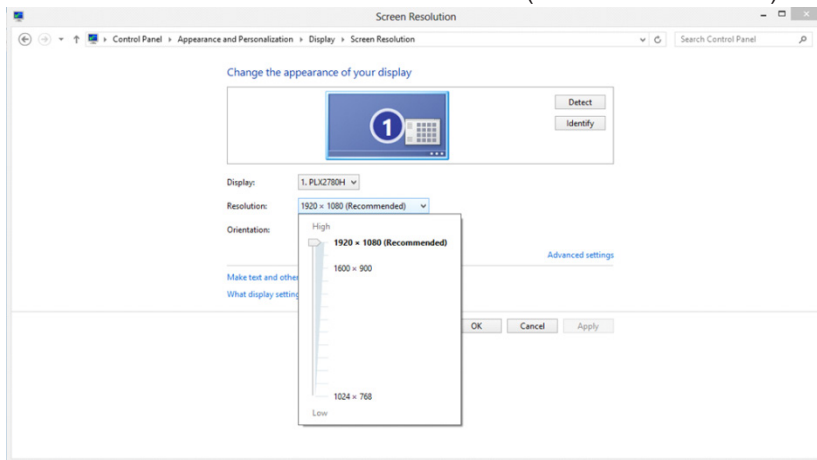 Screen Resolution
Control Panel ▸ Appearance and Personalization ▸ Display ▸ Screen Resolution
Search Control Panel
Change the appearance of your display
1
Detect
Identify
Display: 1. PLX2780H
Resolution: 1920 × 1080 (Recommended)
Orientation:
High
1920 × 1080 (Recommended)
1600 × 900
1024 × 768
Low
Advanced settings
Make text and other
What display setting
OK Cancel Apply